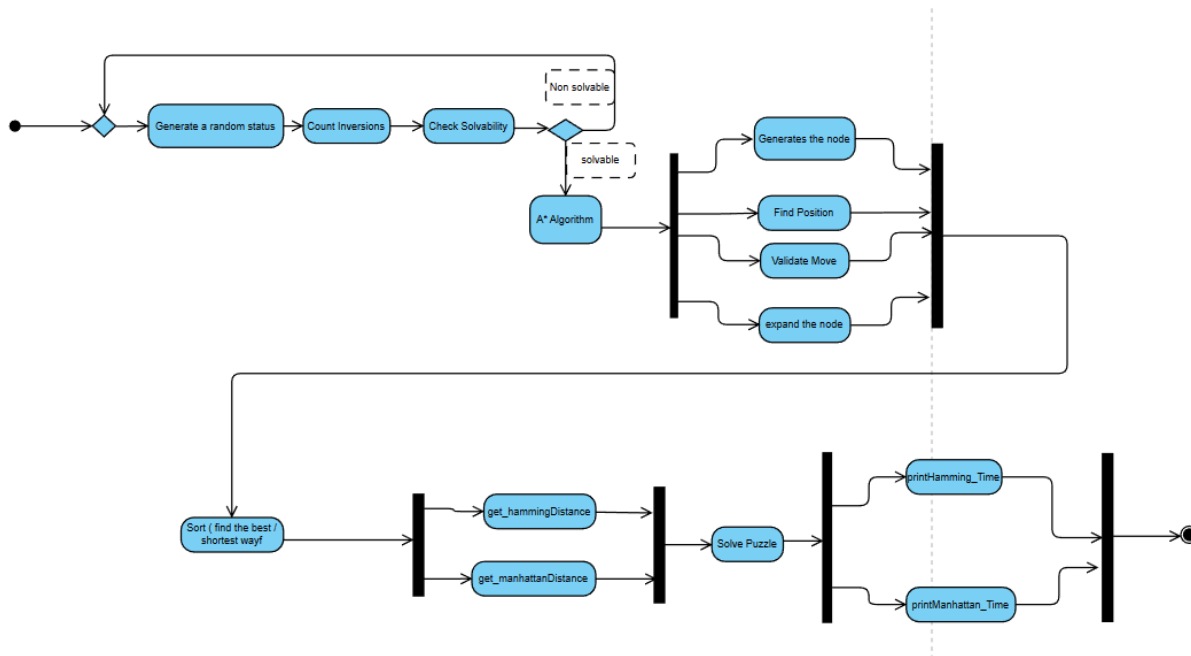 Non solvable
Generate a random status
Count Inversions
Check Solvability
solvable
A* Algorithm
Generates the node
Find Position
Validate Move
expand the node
Sort ( find the best /
shortest wayf
get_hammingDistance
get_manhattanDistance
Solve Puzzle
printHamming_Time
printManhattan_Time